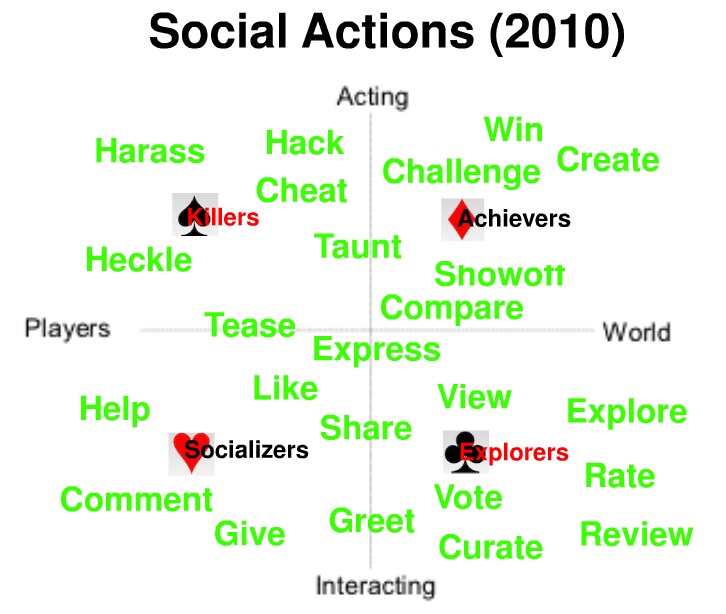 Social Actions (2010)
Acting
Win
Harass
Hack
Challenge
Create
Cheat
Killers
Achievers
Taunt
Heckle
Showoff
Compare
Players
Tease
World
Express
Like
View
Help
Share
Explore
Socializers
Explorers
Rate
Comment
Vote
Give
Greet
Curate
Review
Interacting